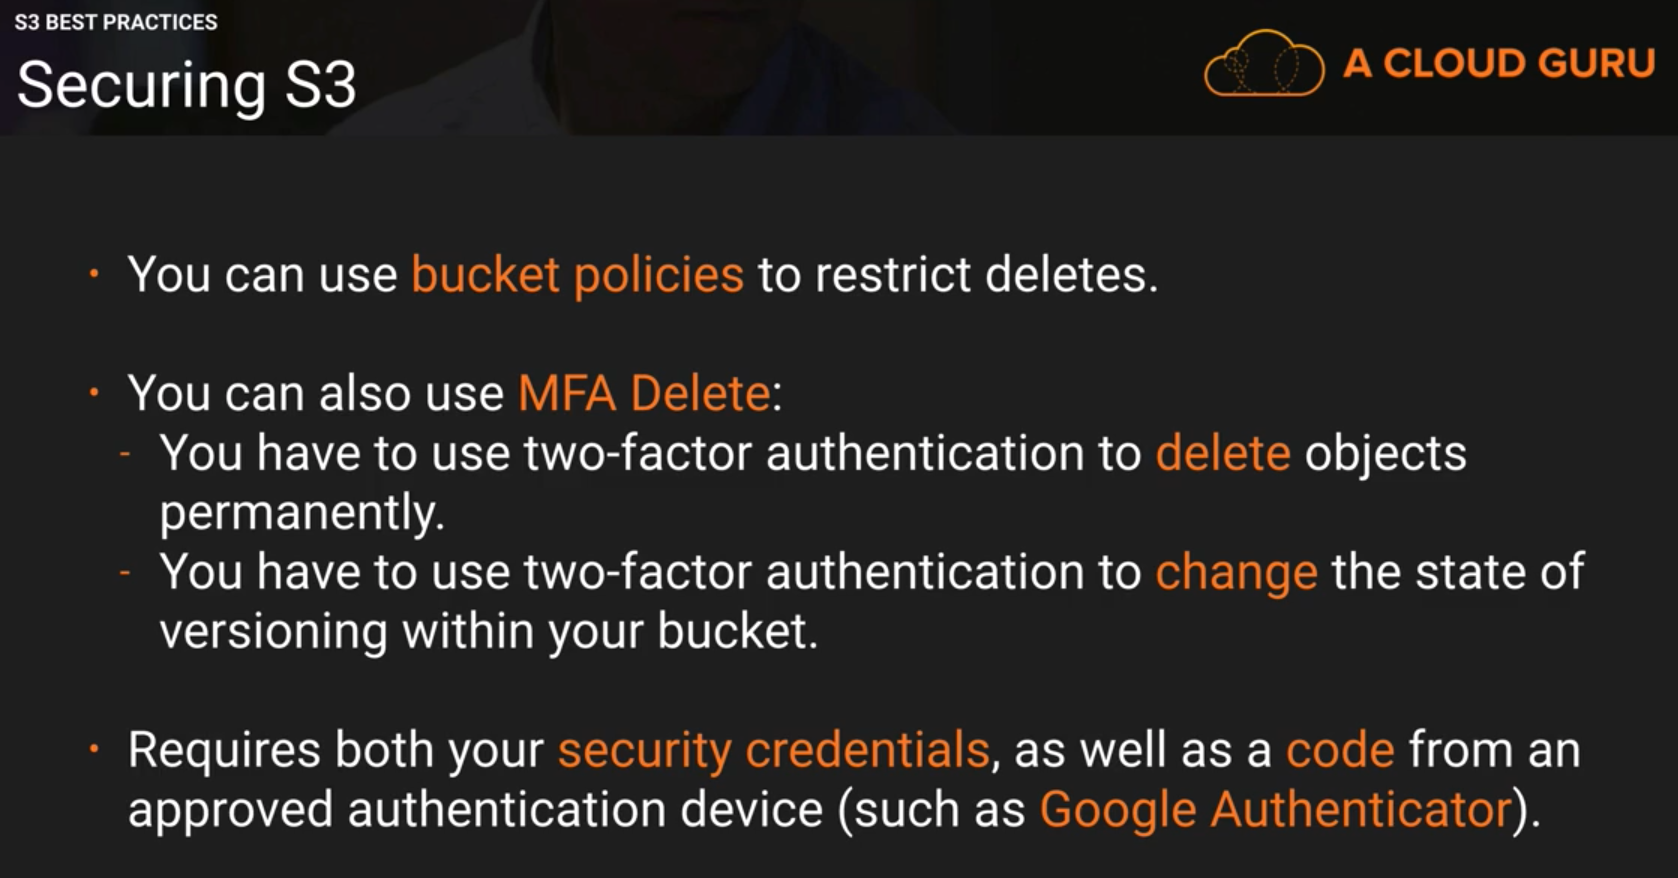 S3 BEST PRACTICES
Securing S3
A CLOUD GURU
· You can use bucket policies to restrict deletes.
· You can also use MFA Delete:
- You have to use two-factor authentication to delete objects
permanently.
- You have to use two-factor authentication to change the state of
versioning within your bucket.
· Requires both your security credentials, as well as a code from an
approved authentication device (such as Google Authenticator).